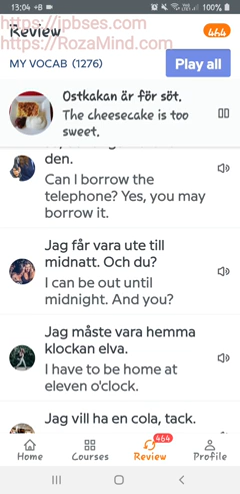 13:04 +B
100%
https://jpbses.com
Review
464
https://RozaMind.com
MY VOCAB (1276)
Play all
Ostkakan är för söt.
The cheesecake is too
sweet.
den.
Can I borrow the
telephone? Yes, you may
borrow it.
Jag får vara ute till
midnatt. Och du?
I can be out until
midnight. And you?
Jag måste vara hemma
klockan elva.
I have to be home at
eleven o'clock.
Jag vill ha en cola, tack.
464
Home Courses Review Profile